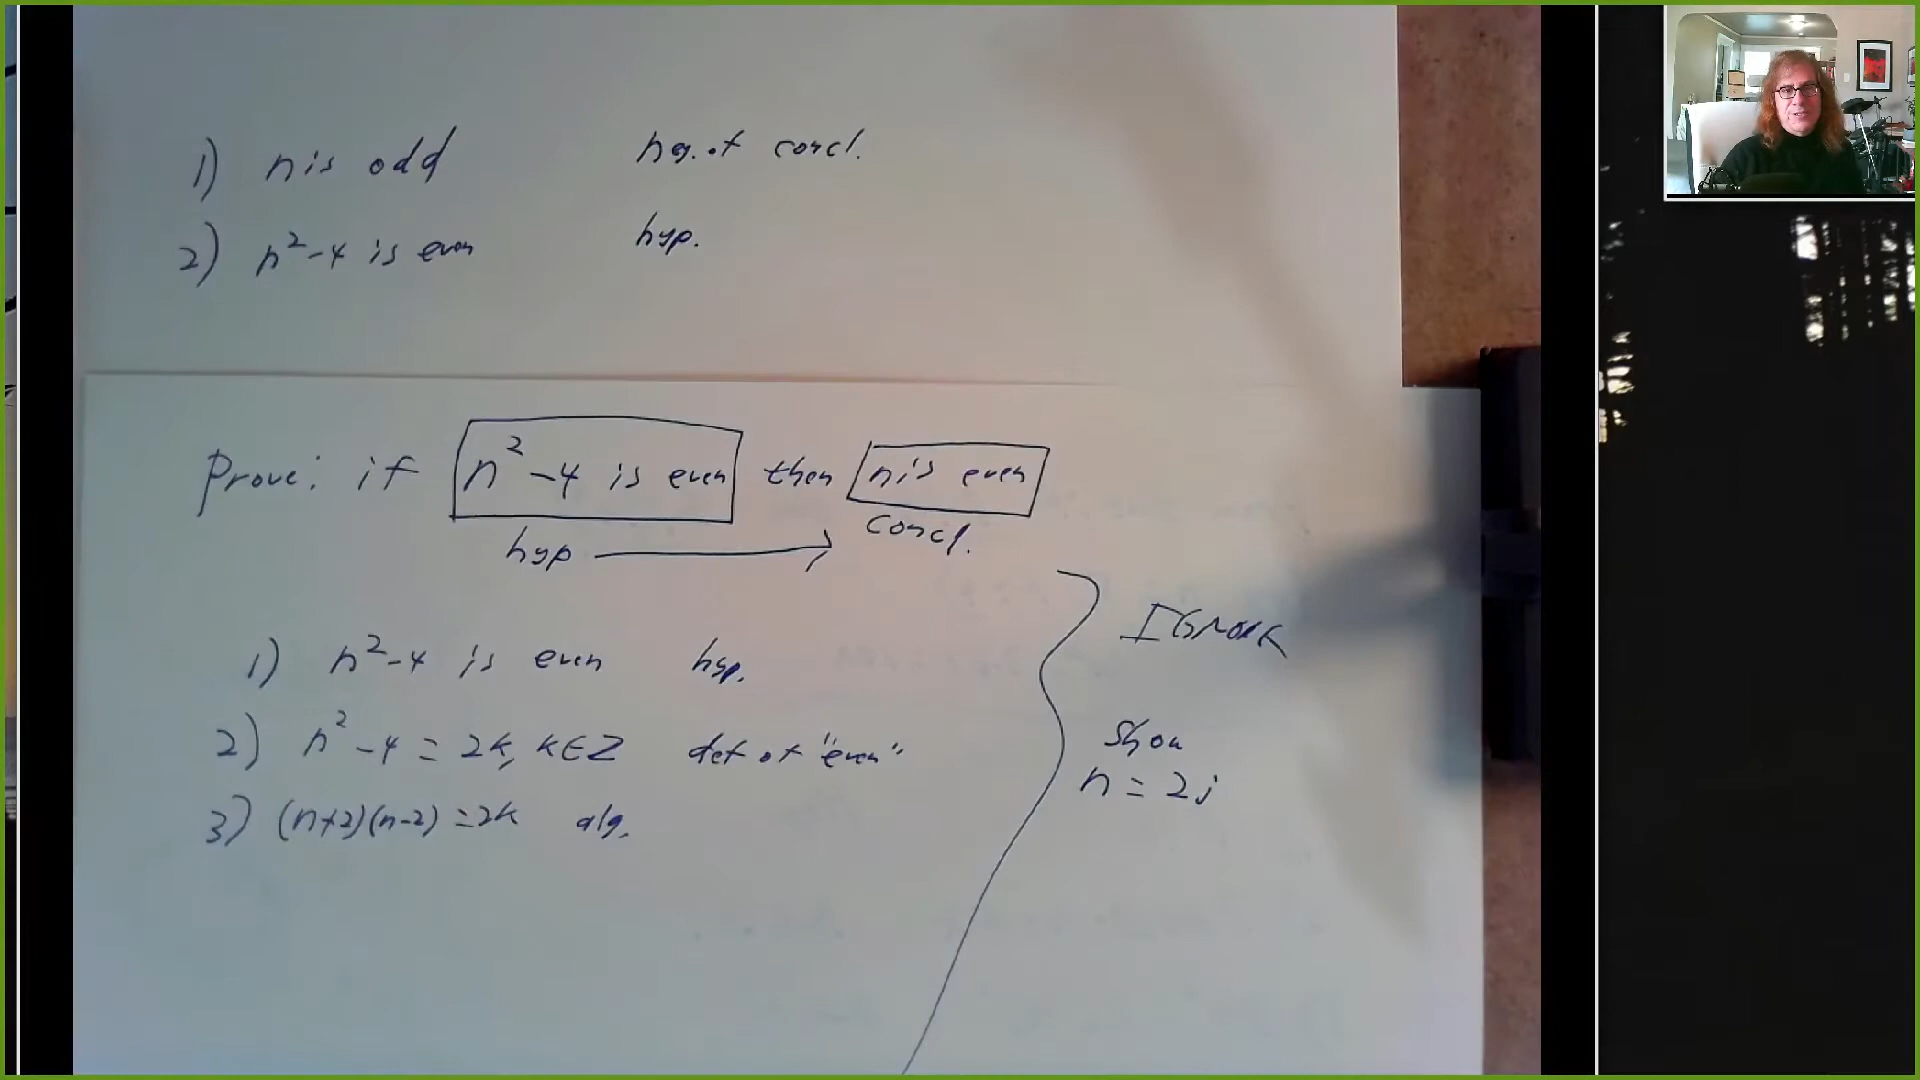 1) n is odd neg. of concl.
2) n²-4 is even hyp.
Prove: if n²-4 is even then n is even
hyp → concl.
1) n²-4 is even hyp.
2) n²-4 = 2k, k∈Z def of "even"
3) (n+2)(n-2) = 2k alg.
IGNORE
Show
n = 2j